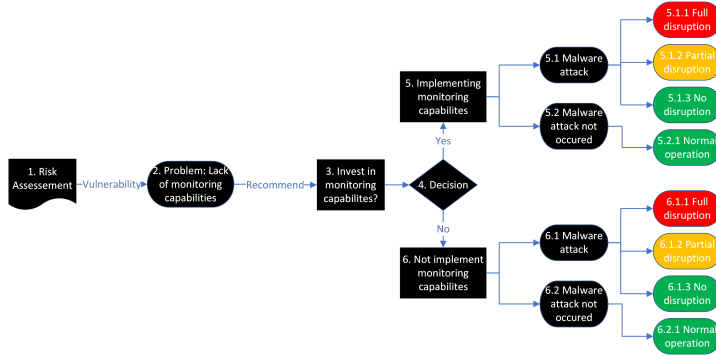 1. Risk
Assessement
Vulnerability
2. Problem: Lack
of monitoring
capabilities
Recommend
3. Invest in
monitoring
capabilites?
4. Decision
Yes
5. Implementing
monitoring
capabilites
5.1 Malware
attack
5.1.1 Full
disruption
5.1.2 Partial
disruption
5.1.3 No
disruption
5.2 Malware
attack not
occured
5.2.1 Normal
operation
No
6. Not implement
monitoring
capabilites
6.1 Malware
attack
6.1.1 Full
disruption
6.1.2 Partial
disruption
6.1.3 No
disruption
6.2 Malware
attack not
occured
6.2.1 Normal
operation